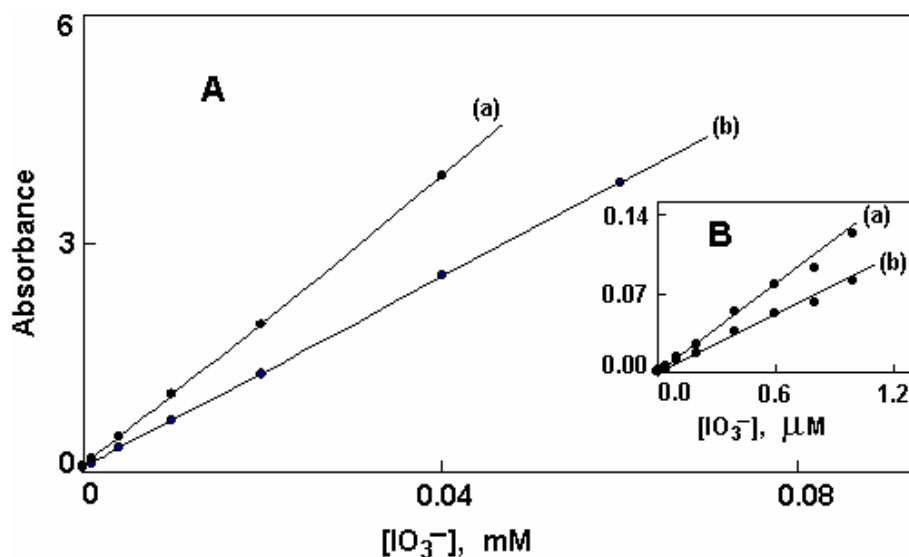 6
A
(a)
(b)
Absorbance
3
0
0
0.04
0.08
[IO₃⁻], mM
B
0.14
(a)
(b)
0.07
0.00
0.0
0.6
1.2
[IO₃⁻], μM